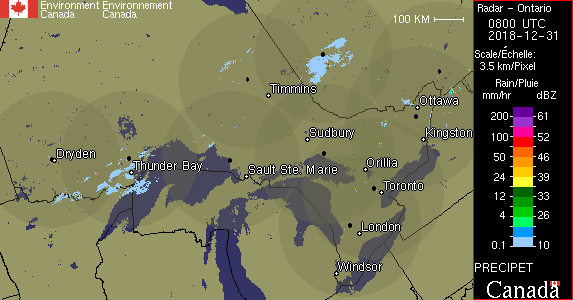 Environment Environnement
Canada Canada
100 KM
Timmins
Ottawa
Sudbury
Kingston
Dryden
Thunder Bay
Sault Ste. Marie
Orillia
Toronto
London
Windsor
Radar - Ontario
0800 UTC
2018-12-31
Scale/Échelle:
3.5 km/Pixel
Rain/Pluie
mm/hr dBZ
200 61
100 52
50 46
24 39
12 33
4 26
0.1 10
PRECIPET
Canada